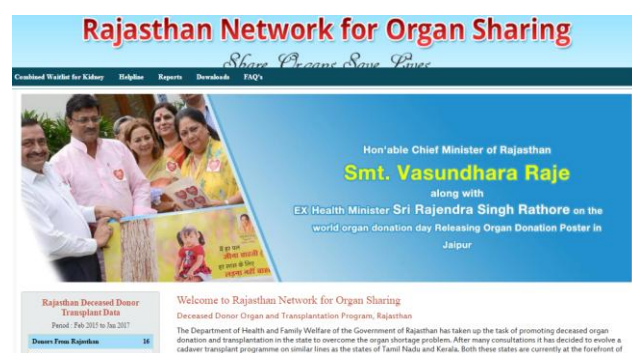 Rajasthan Network for Organ Sharing
Share Organs Save Lives
Combined Waitlist for Kidney Helpline Reports Downloads FAQ's
Hon'able Chief Minister of Rajasthan
Smt. Vasundhara Raje
along with
EX Health Minister Sri Rajendra Singh Rathore on the
world organ donation day Releasing Organ Donation Poster in
Jaipur
Rajasthan Deceased Donor
Transplant Data
Period : Feb 2015 to Jan 2017
Donors From Rajasthan 16
Welcome to Rajasthan Network for Organ Sharing
Deceased Donor Organ and Transplantation Program, Rajasthan
The Department of Health and Family Welfare of the Government of Rajasthan has taken up the task of promoting deceased organ
donation and transplantation in the state to overcome the organ shortage problem. After many consultations it has decided to evolve a
cadaver transplant programme on similar lines as the states of Tamil Nadu and Kerala. Both these states are currently at the forefront of